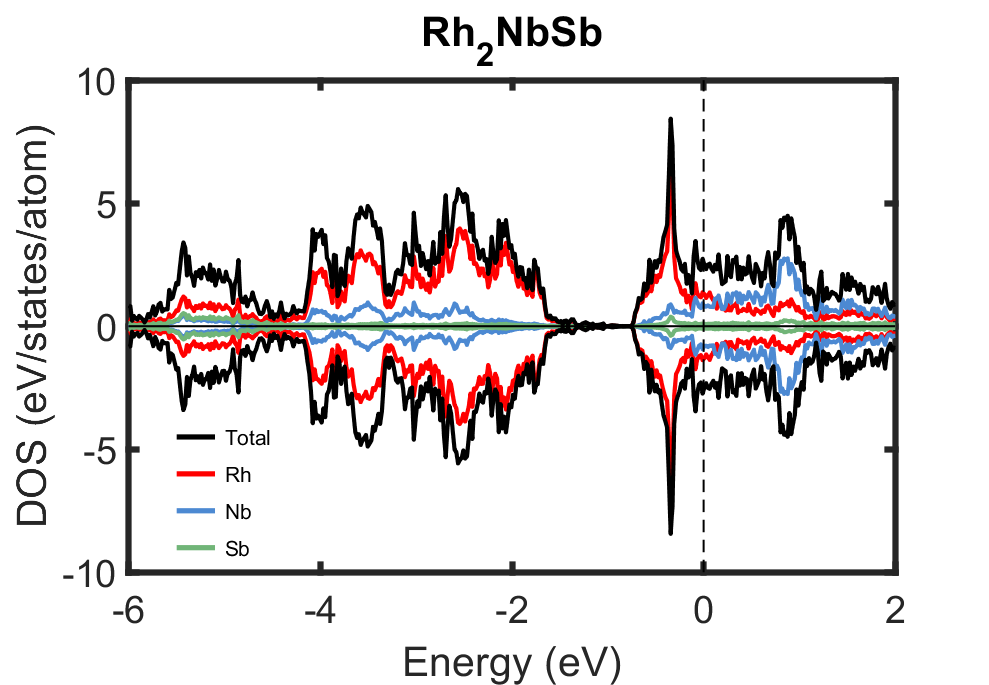 Rh2NbSb
10
5
0
-5
-10
DOS (eV/states/atom)
Total
Rh
Nb
Sb
-6 -4 -2 0 2
Energy (eV)